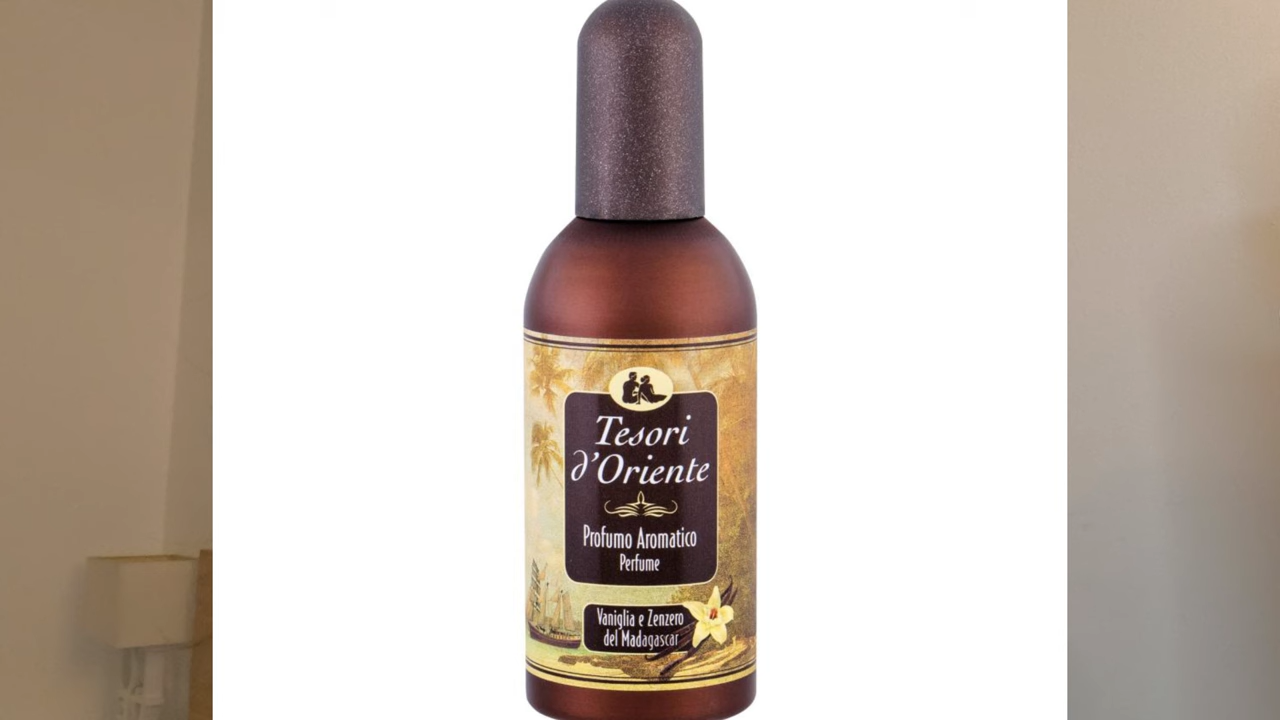 Tesori
d'Oriente
Profumo Aromatico
Perfume
Vaniglia e Zenzero
del Madagascar